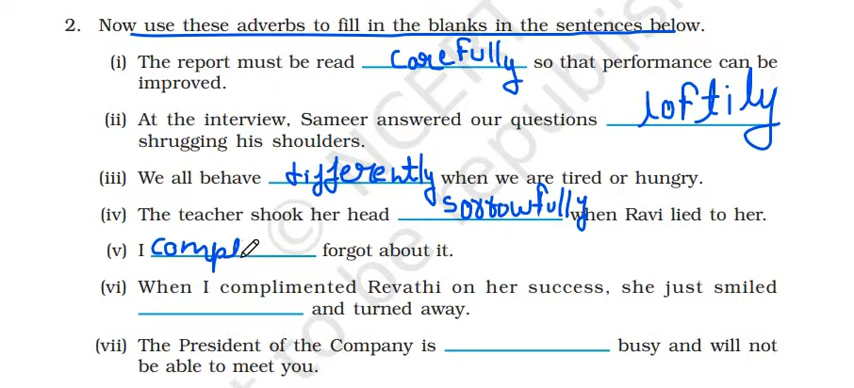 2. Now use these adverbs to fill in the blanks in the sentences below.
(i) The report must be read carefully so that performance can be
improved.
(ii) At the interview, Sameer answered our questions loftily
shrugging his shoulders.
(iii) We all behave differently when we are tired or hungry.
(iv) The teacher shook her head sorrowfully when Ravi lied to her.
(v) I compl forgot about it.
(vi) When I complimented Revathi on her success, she just smiled
and turned away.
(vii) The President of the Company is busy and will not
be able to meet you.